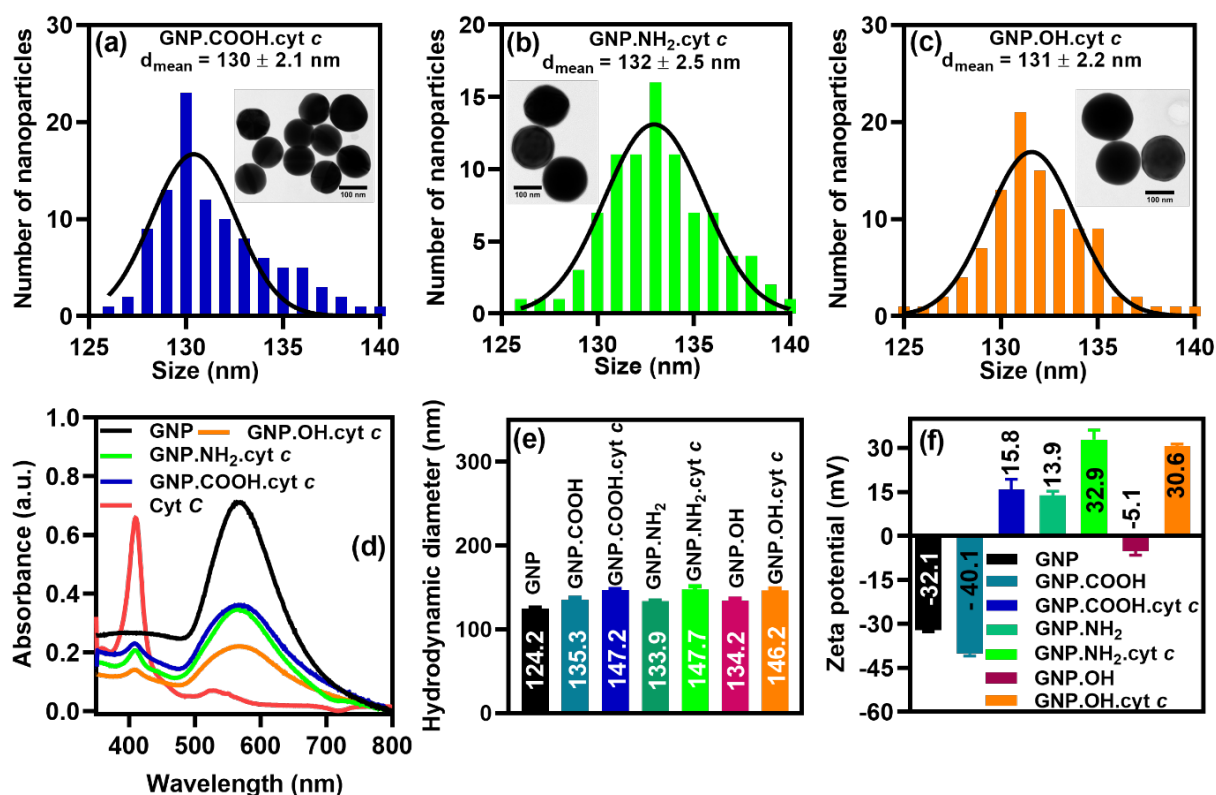 (a)
GNP.COOH.cyt c
dmean = 130 ± 2.1 nm
Number of nanoparticles
30
20
10
0
100 nm
125 130 135 140
Size (nm)
(b)
GNP.NH2.cyt c
dmean = 132 ± 2.5 nm
Number of nanoparticles
20
15
10
5
0
100 nm
125 130 135 140
Size (nm)
(c)
GNP.OH.cyt c
dmean = 131 ± 2.2 nm
Number of nanoparticles
30
20
10
0
100 nm
125 130 135 140
Size (nm)
(d)
Absorbance (a.u.)
1.0
0.8
0.6
0.4
0.2
0.0
GNP GNP.OH.cyt c
GNP.NH2.cyt c
GNP.COOH.cyt c
Cyt C
400 500 600 700 800
Wavelength (nm)
(e)
Hydrodynamic diameter (nm)
300
200
100
0
GNP
GNP.COOH
GNP.COOH.cyt c
GNP.NH2
GNP.NH2.cyt c
GNP.OH
GNP.OH.cyt c
124.2
135.3
147.2
133.9
147.7
134.2
146.2
(f)
Zeta potential (mV)
30
15
0
-15
-30
-45
-60
-32.1
- 40.1
15.8
13.9
32.9
-5.1
30.6
GNP
GNP.COOH
GNP.COOH.cyt c
GNP.NH2
GNP.NH2.cyt c
GNP.OH
GNP.OH.cyt c